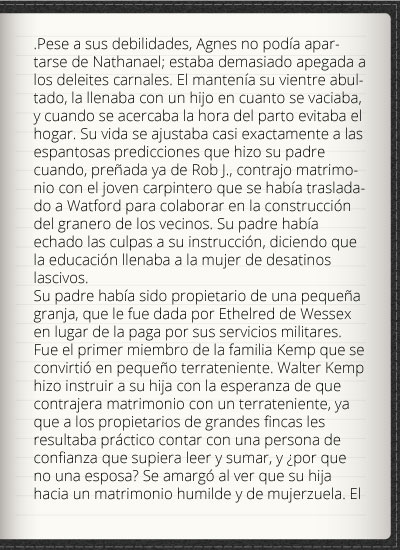 .Pese a sus debilidades, Agnes no podía apar-
tarse de Nathanael; estaba demasiado apegada a
los deleites carnales. El mantenía su vientre abul-
tado, la llenaba con un hijo en cuanto se vaciaba,
y cuando se acercaba la hora del parto evitaba el
hogar. Su vida se ajustaba casi exactamente a las
espantosas predicciones que hizo su padre
cuando, preñada ya de Rob J., contrajo matrimo-
nio con el joven carpintero que se había traslada-
do a Watford para colaborar en la construcción
del granero de los vecinos. Su padre había
echado las culpas a su instrucción, diciendo que
la educación llenaba a la mujer de desatinos
lascivos.
Su padre había sido propietario de una pequeña
granja, que le fue dada por Ethelred de Wessex
en lugar de la paga por sus servicios militares.
Fue el primer miembro de la familia Kemp que se
convirtió en pequeño terrateniente. Walter Kemp
hizo instruir a su hija con la esperanza de que
contrajera matrimonio con un terrateniente, ya
que a los propietarios de grandes fincas les
resultaba práctico contar con una persona de
confianza que supiera leer y sumar, y ¿por que
no una esposa? Se amargó al ver que su hija
hacia un matrimonio humilde y de mujerzuela. El